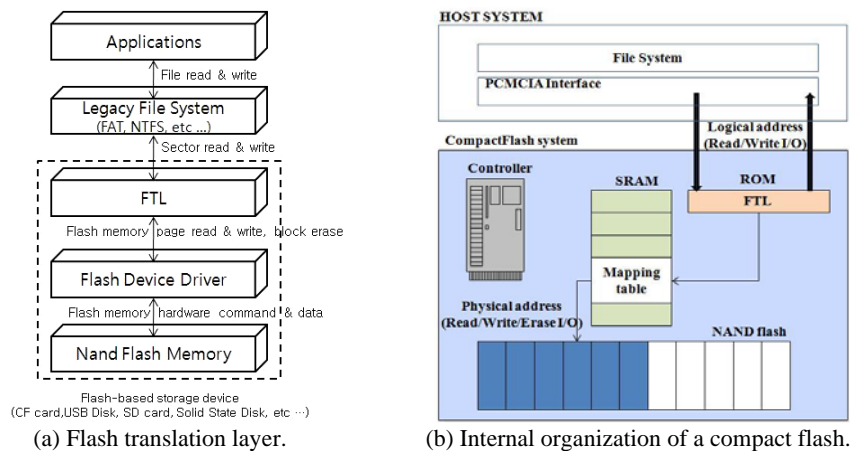 Applications
File read & write
Legacy File System
(FAT, NTFS, etc ...)
Sector read & write
FTL
Flash memory page read & write, block erase
Flash Device Driver
Flash memory hardware command & data
Nand Flash Memory
Flash-based storage device
(CF card,USB Disk, SD card, Solid State Disk, etc ...)
(a) Flash translation layer.
HOST SYSTEM
File System
PCMCIA Interface
Logical address
(Read/Write I/O)
CompactFlash system
Controller
SRAM
ROM
FTL
Mapping
table
Physical address
(Read/Write/Erase I/O)
NAND flash
(b) Internal organization of a compact flash.